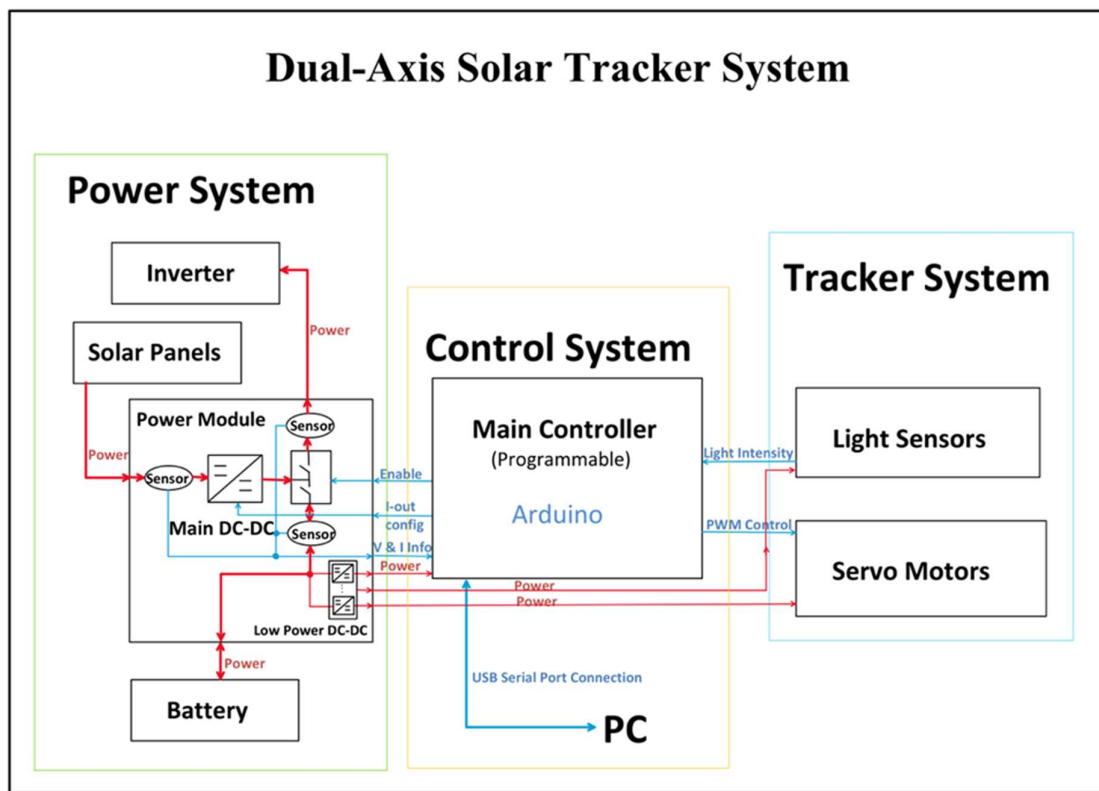 Dual-Axis Solar Tracker System
Power System
Inverter
Power
Solar Panels
Power Module
Sensor
Power
Sensor
Main DC-DC
Sensor
Low Power DC-DC
Power
Battery
Control System
Main Controller
(Programmable)
Arduino
Enable
I-out
config
V & I Info
Power
Power
Power
USB Serial Port Connection
PC
Tracker System
Light Sensors
Light Intensity
PWM Control
Servo Motors